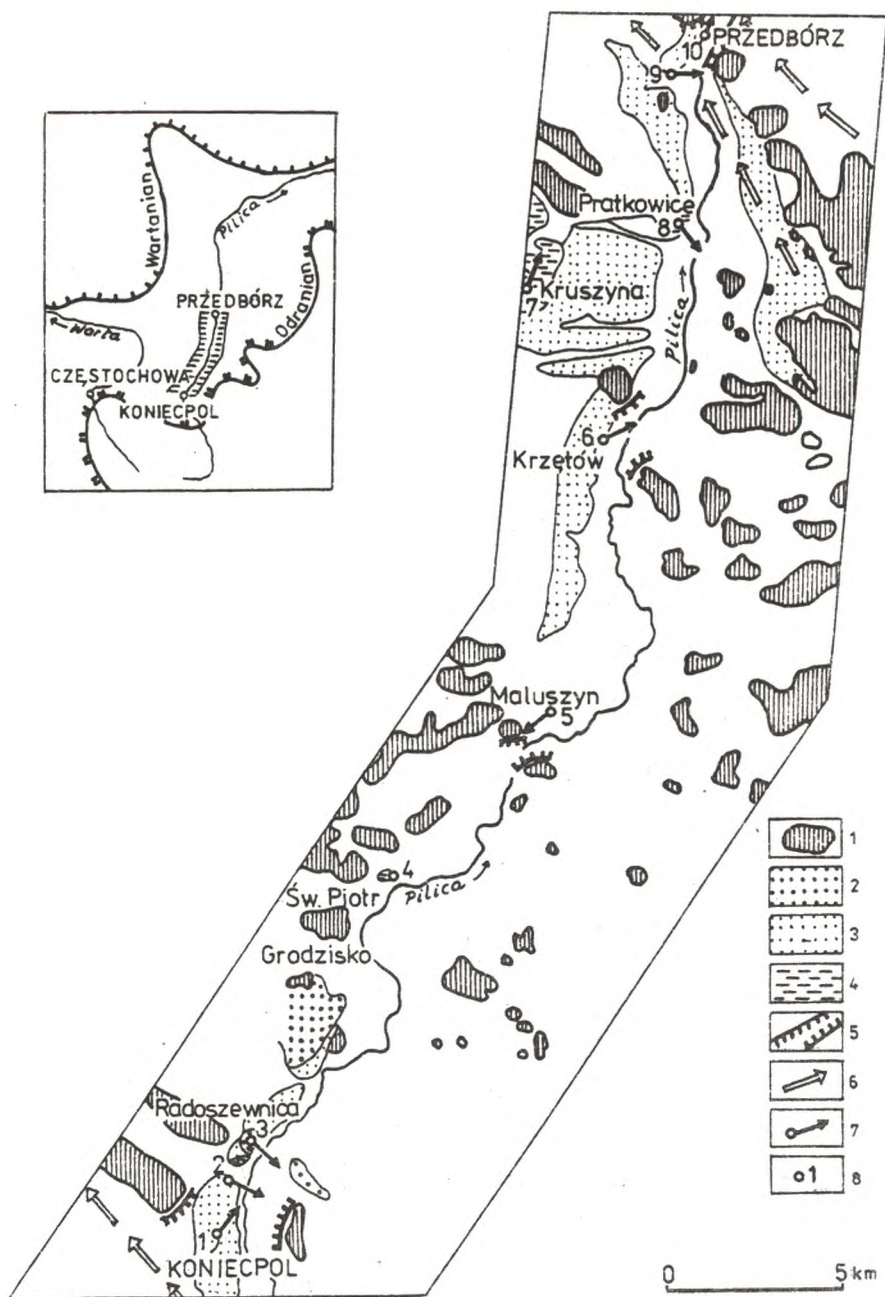 10 PRZEDBÓRZ
9
Wartanian
Pilica
PRZEDBÓRZ
Odranian
Warta
CZĘSTOCHOWA
KONIECPOL
Pratkowice
8
Kruszyna
7
Pilica
6
Krzętów
Maluszyn
5
4
Św. Piotr
Pilica
Grodzisko
Radoszewnica
3
2
1
KONIECPOL
1
2
3
4
5
6
7
1 8
0 5 km